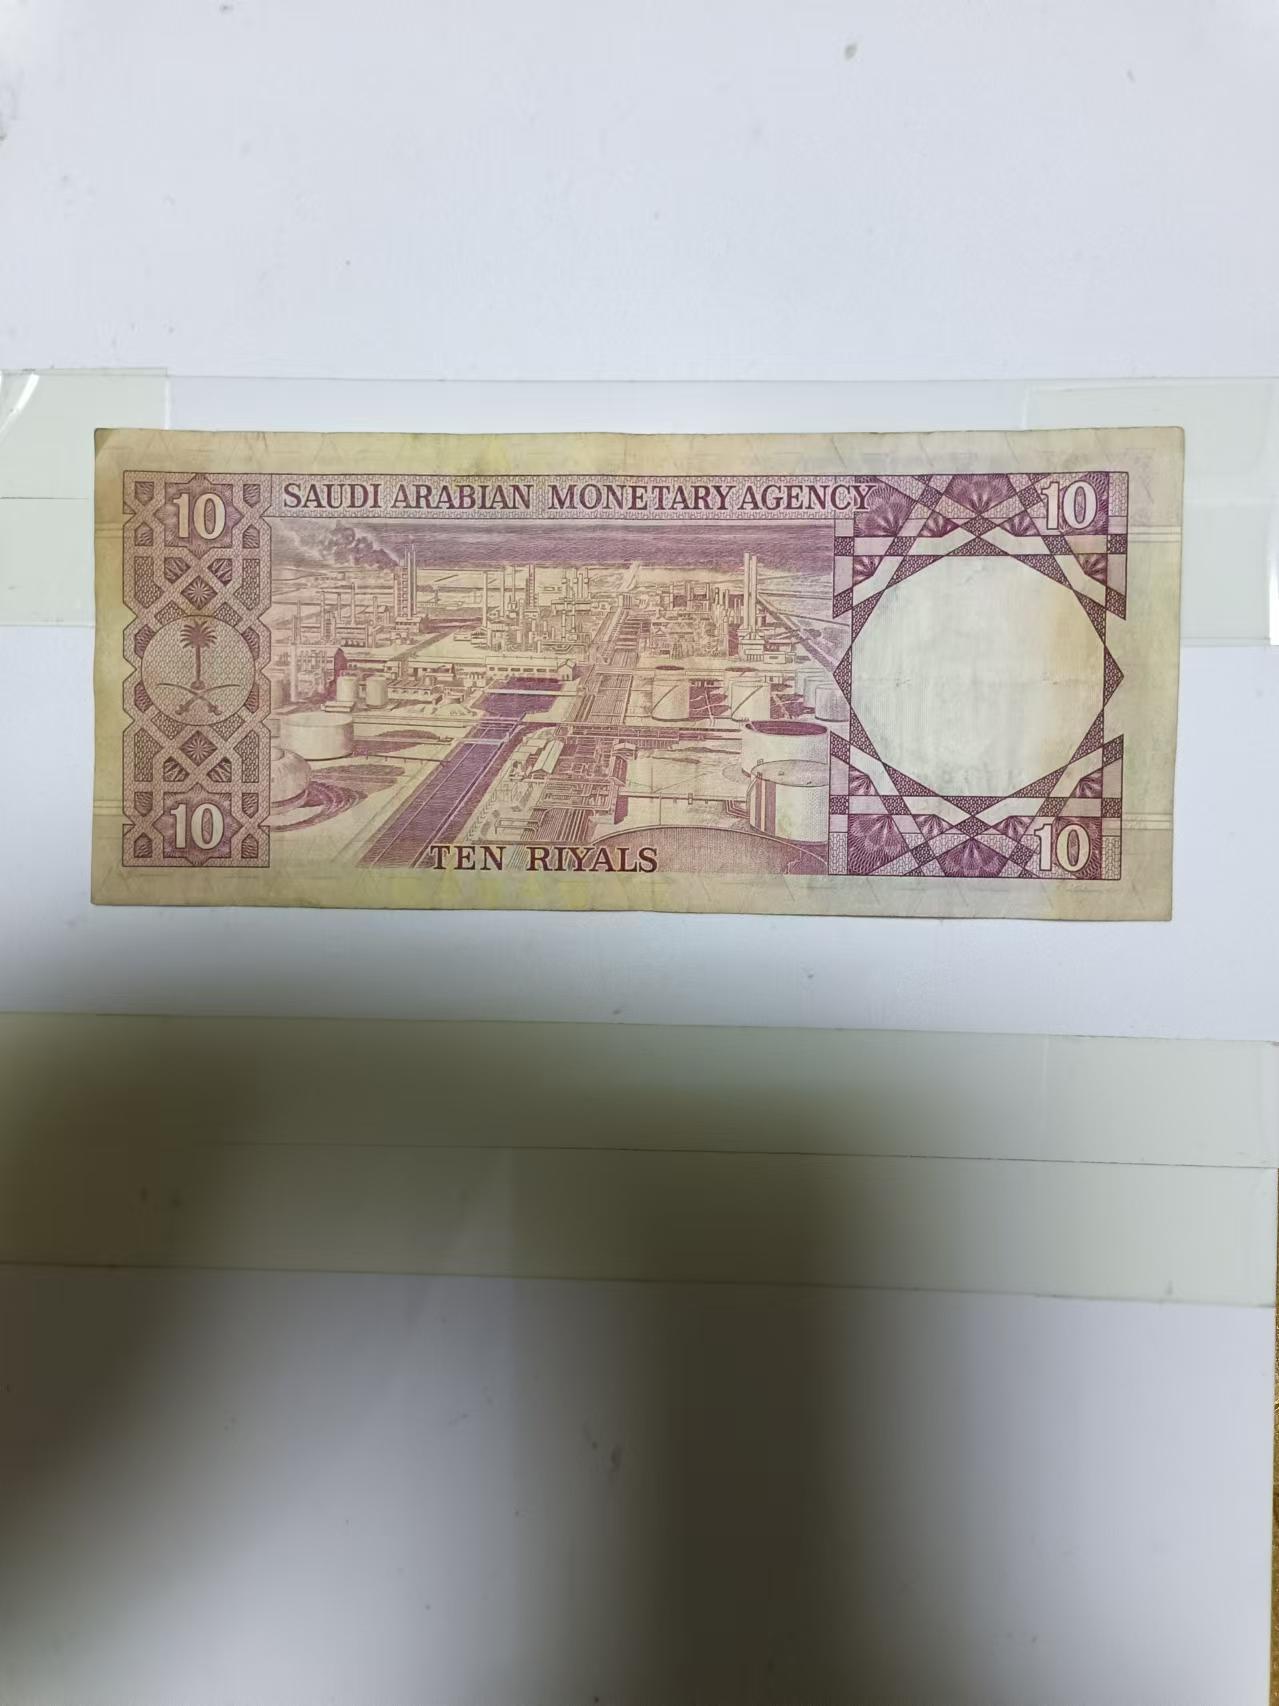 10 SAUDI ARABIAN MONETARY AGENCY 10
10 TEN RIYALS 10